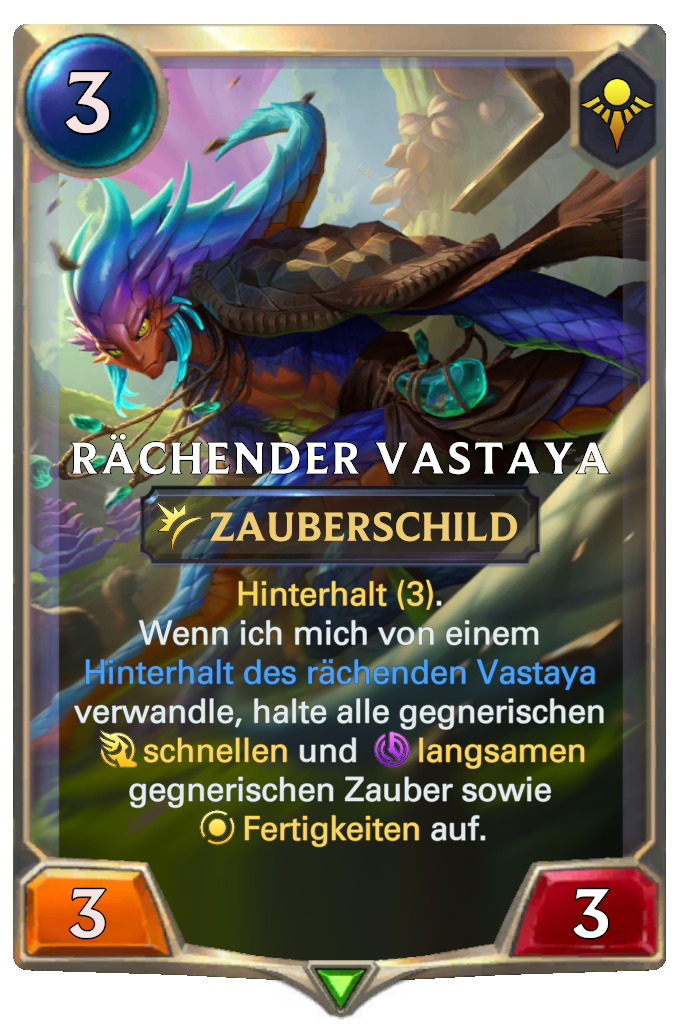 3
RÄCHENDER VASTAYA
ZAUBERSCHILD
Hinterhalt (3).
Wenn ich mich von einem
Hinterhalt des rächenden Vastaya
verwandle, halte alle gegnerischen
schnellen und langsamen
gegnerischen Zauber sowie
Fertigkeiten auf.
3
3